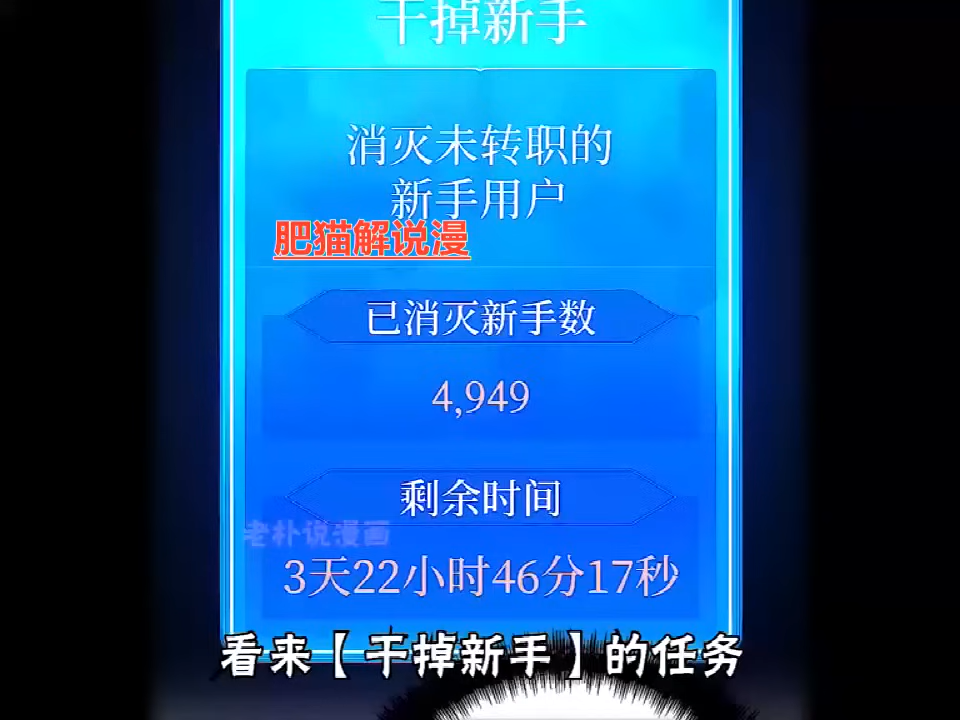 干掉新手
消灭未转职的
新手用户
肥猫解说漫
已消灭新手数
4,949
剩余时间
老朴说漫画
3天22小时46分17秒
看来【干掉新手】的任务